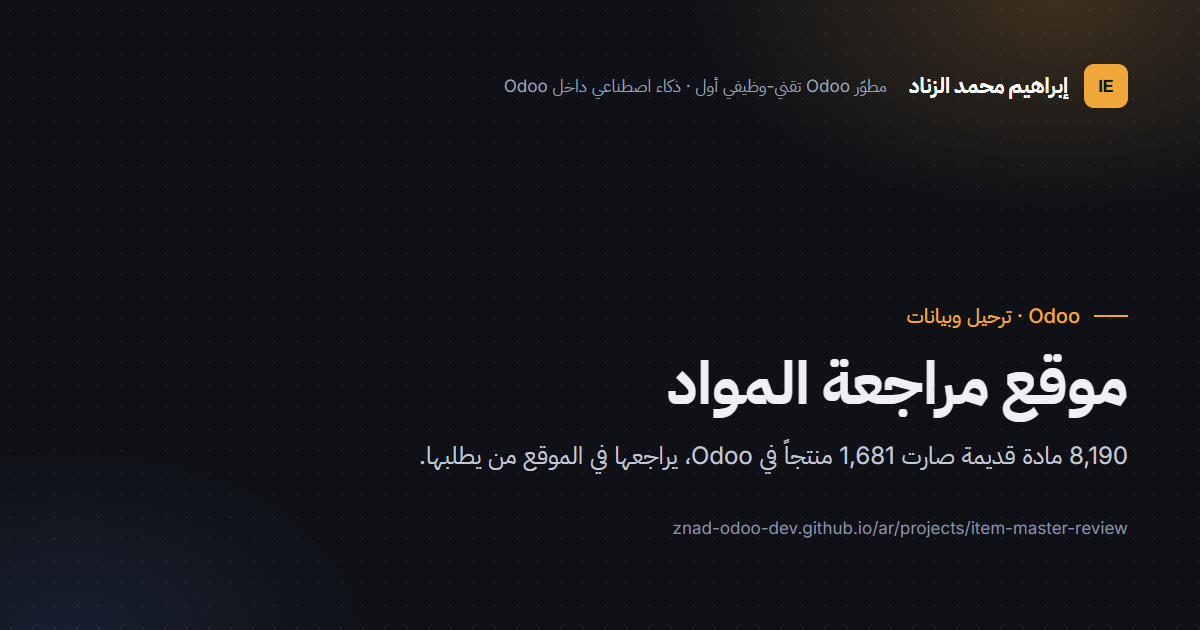 IE إبراهيم محمد الزناد مطوّر Odoo تقني-وظيفي أول · ذكاء اصطناعي داخل Odoo
Odoo · ترحيل وبيانات
موقع مراجعة المواد
8,190 مادة قديمة صارت 1,681 منتجاً في Odoo، يراجعها في الموقع من يطلبها.
znad-odoo-dev.github.io/ar/projects/item-master-review